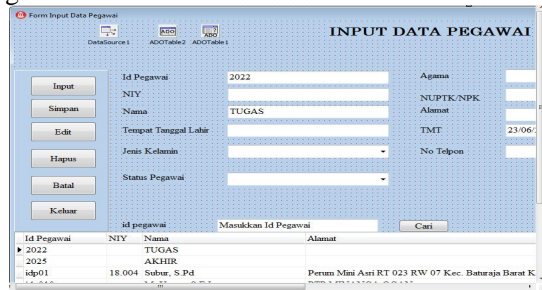 Form Input Data Pegawai
DataSource1 ADOTable2 ADOTable1
INPUT DATA PEGAWAI
Input
Simpan
Edit
Hapus
Batal
Keluar
Id Pegawai 2022
NIY
Nama TUGAS
Tempat Tanggal Lahir
Jenis Kelamin
Status Pegawai
Agama
NUPTK/NPK
Alamat
TMT 23/06/
No Telpon
id pegawai Masukkan Id Pegawai Cari
Id Pegawai NIY Nama Alamat
2022 TUGAS
2025 AKHIR
idp01 18.004 Subur, S.Pd Perum Mini Asri RT 023 RW 07 Kec. Baturaja Barat K